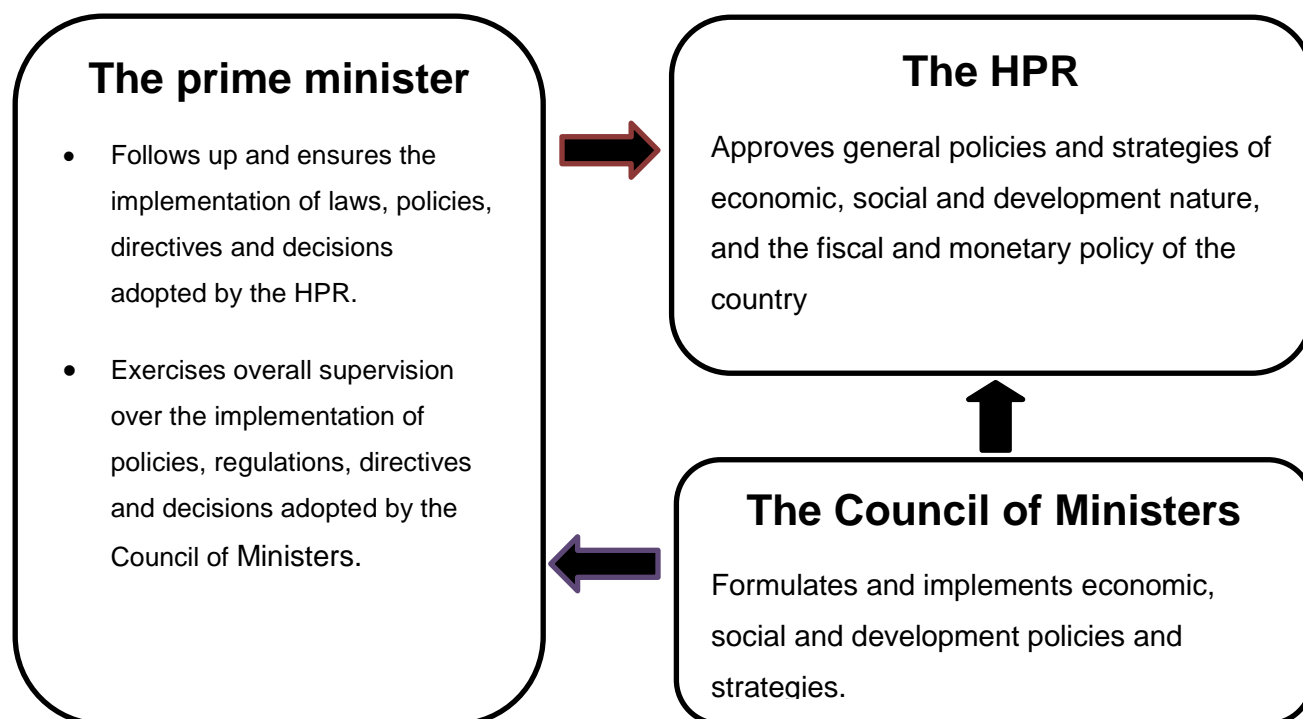 The prime minister
• Follows up and ensures the
implementation of laws, policies,
directives and decisions
adopted by the HPR.
• Exercises overall supervision
over the implementation of
policies, regulations, directives
and decisions adopted by the
Council of Ministers.
The HPR
Approves general policies and strategies of
economic, social and development nature,
and the fiscal and monetary policy of the
country
The Council of Ministers
Formulates and implements economic,
social and development policies and
strategies.